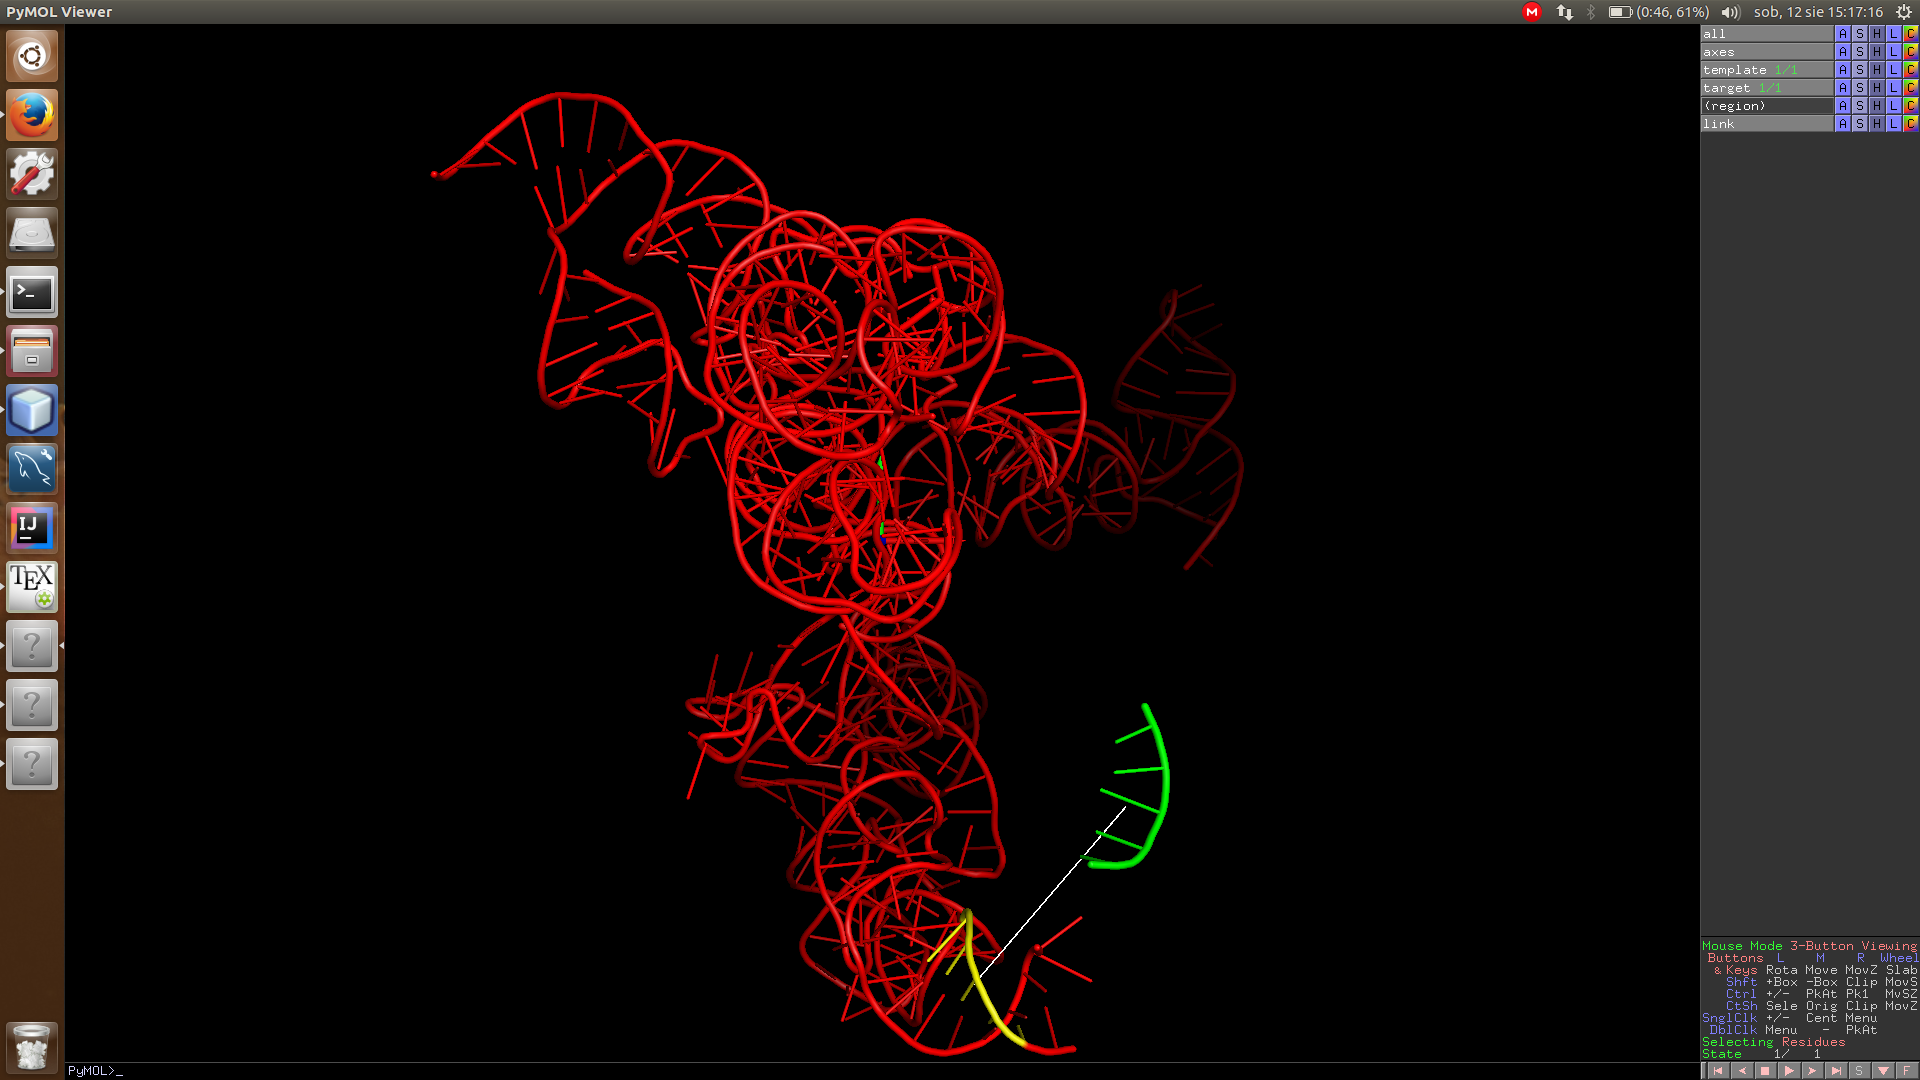 PyMOL Viewer
M (0:46, 61%) sob, 12 sie 15:17:16
all A S H L C
axes A S H L C
template 1/1 A S H L C
target 1/1 A S H L C
(region) A S H L C
link A S H L C
>_
IJ
TEX
?
?
?
Mouse Mode 3-Button Viewing
Buttons L M R Wheel
& Keys Rota Move MovZ Slab
Shft +Box -Box Clip MovS
Ctrl +/- PkAt Pk1 MvSZ
CtSh Sele Orig Clip MovZ
SnglClk +/- Cent Menu
DblClk Menu - PkAt
Selecting Residues
State 1/ 1
PyMOL>_
S F